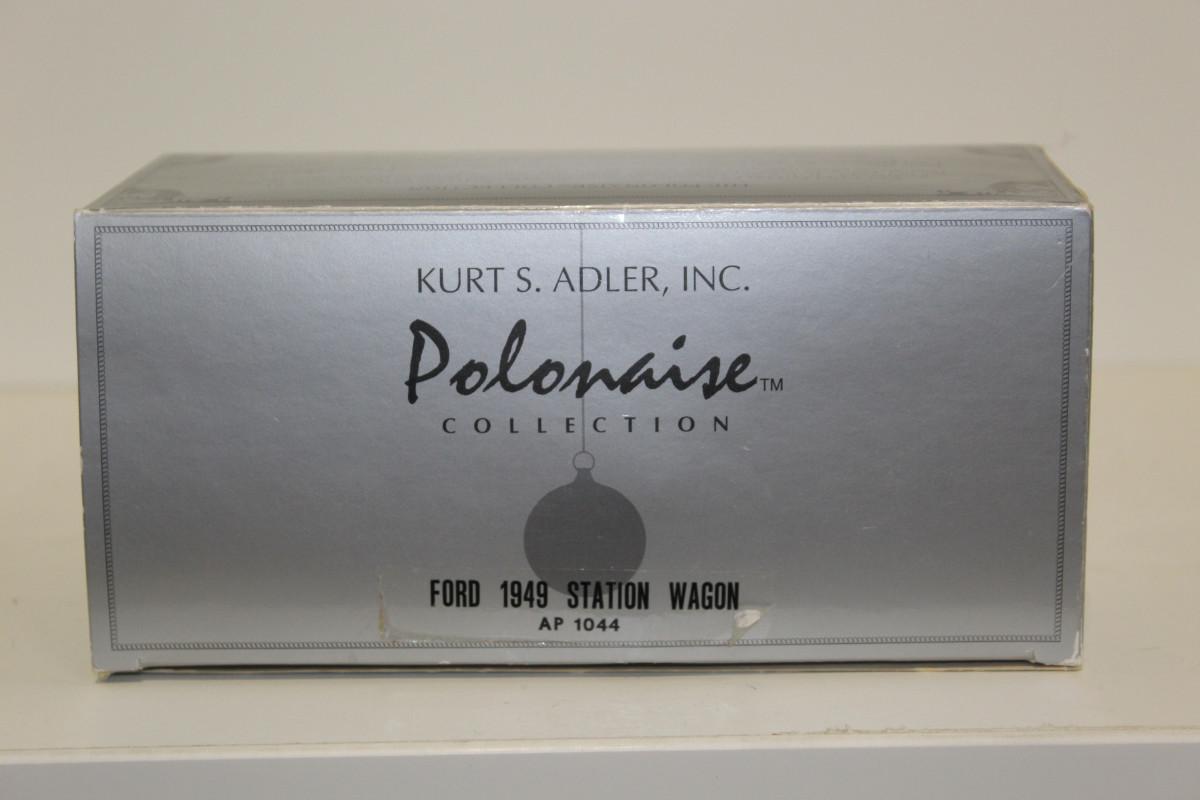 KURT S. ADLER, INC.
Polonaise™
COLLECTION
FORD 1949 STATION WAGON
AP 1044